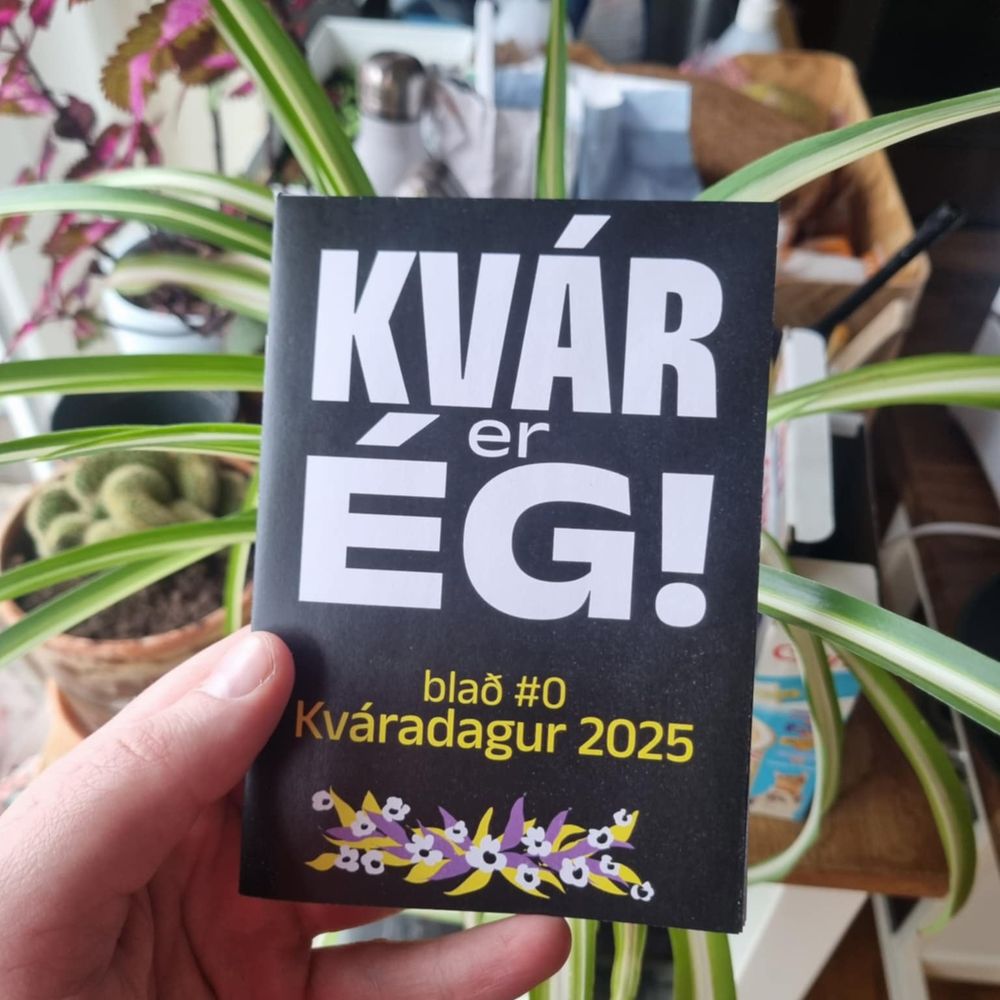 KVÁR
er
ÉG!
blað #0
Kváradagur 2025